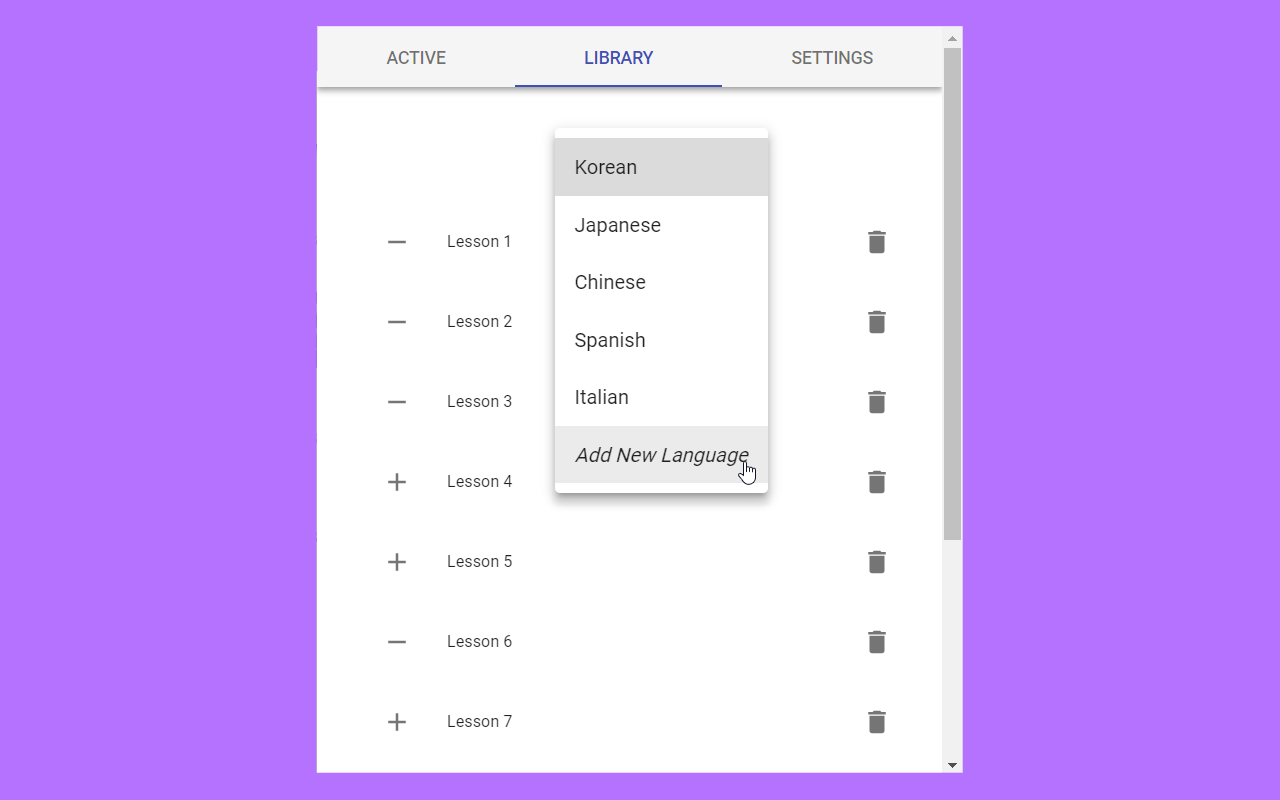 ACTIVE LIBRARY SETTINGS
Korean
Japanese
Lesson 1
Chinese
Lesson 2
Spanish
Lesson 3
Italian
Add New Language
Lesson 4
Lesson 5
Lesson 6
Lesson 7